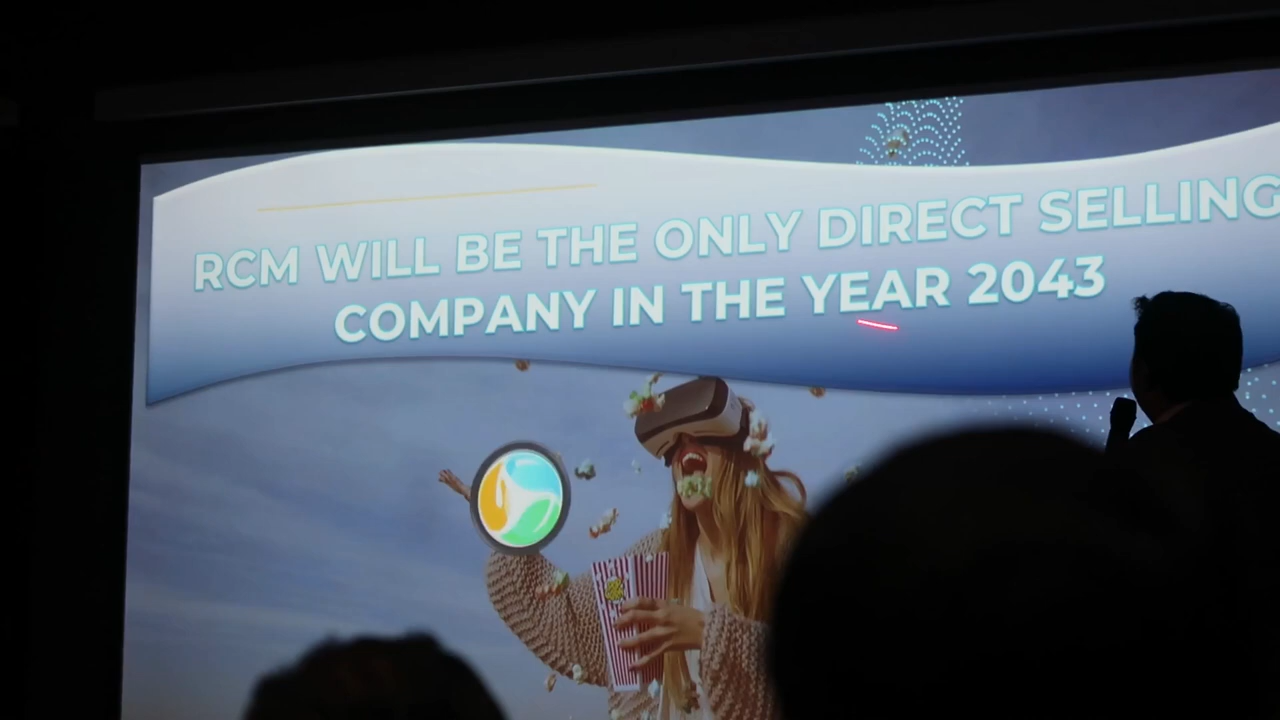 RCM WILL BE THE ONLY DIRECT SELLING
COMPANY IN THE YEAR 2043